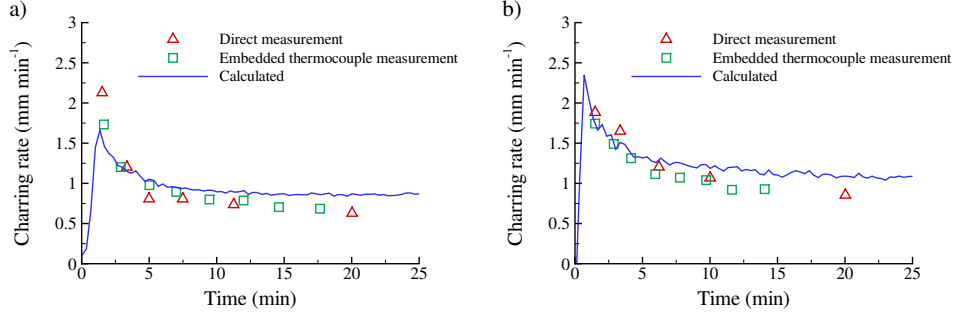 a)
Charring rate (mm min⁻¹)
3
2.5
2
1.5
1
0.5
0
Direct measurement
Embedded thermocouple measurement
Calculated
0 5 10 15 20 25
Time (min)
b)
Charring rate (mm min⁻¹)
3
2.5
2
1.5
1
0.5
0
Direct measurement
Embedded thermocouple measurement
Calculated
0 5 10 15 20 25
Time (min)